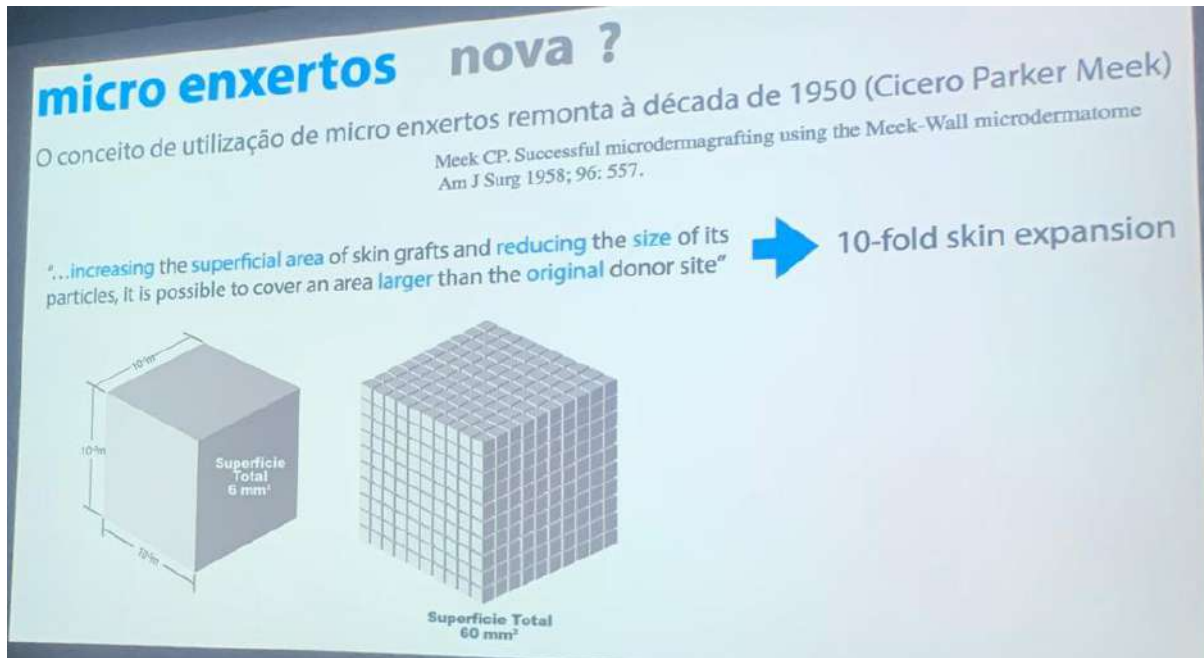 micro enxertos nova ?
O conceito de utilização de micro enxertos remonta à década de 1950 (Cicero Parker Meek)
Meek CP. Successful microdermagrafting using the Meek-Wall microdermatome
Am J Surg 1958; 96: 557.
"...increasing the superficial area of skin grafts and reducing the size of its
particles, it is possible to cover an area larger than the original donor site"
10-fold skin expansion
Superficie
Total
6 mm²
Superficie Total
60 mm²